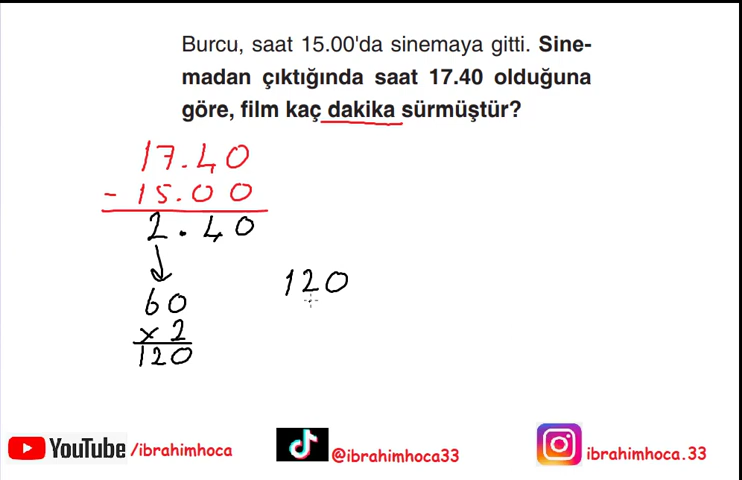 Burcu, saat 15.00'da sinemaya gitti. Sine-
madan çıktığında saat 17.40 olduğuna
göre, film kaç dakika sürmüştür?
17.40
- 15.00
2.40
60
120
x 2
120
YouTube /ibrahimhoca
@ibrahimhoca33
ibrahimhoca.33